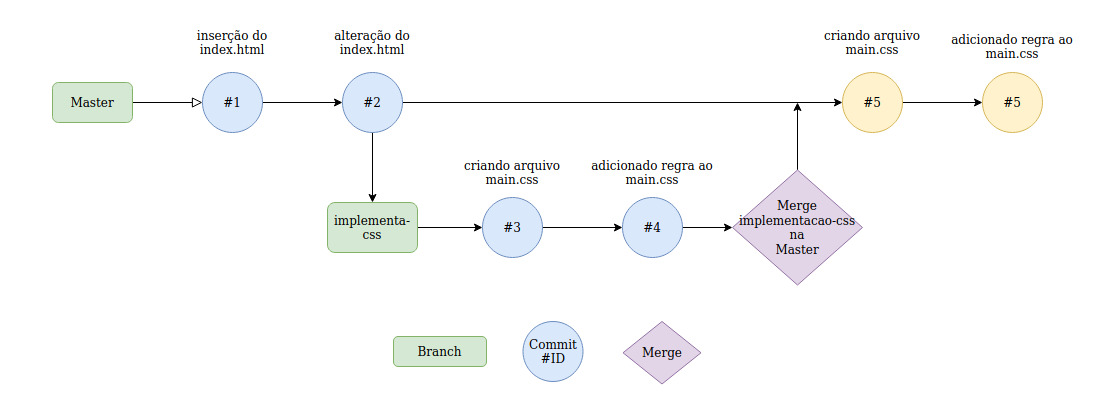 inserção do
index.html
alteração do
index.html
criando arquivo
main.css
adicionado regra ao
main.css
Master
#1
#2
#5
#5
criando arquivo
main.css
adicionado regra ao
main.css
implementa-
css
#3
#4
Merge
implementacao-css
na
Master
Branch
Commit
#ID
Merge